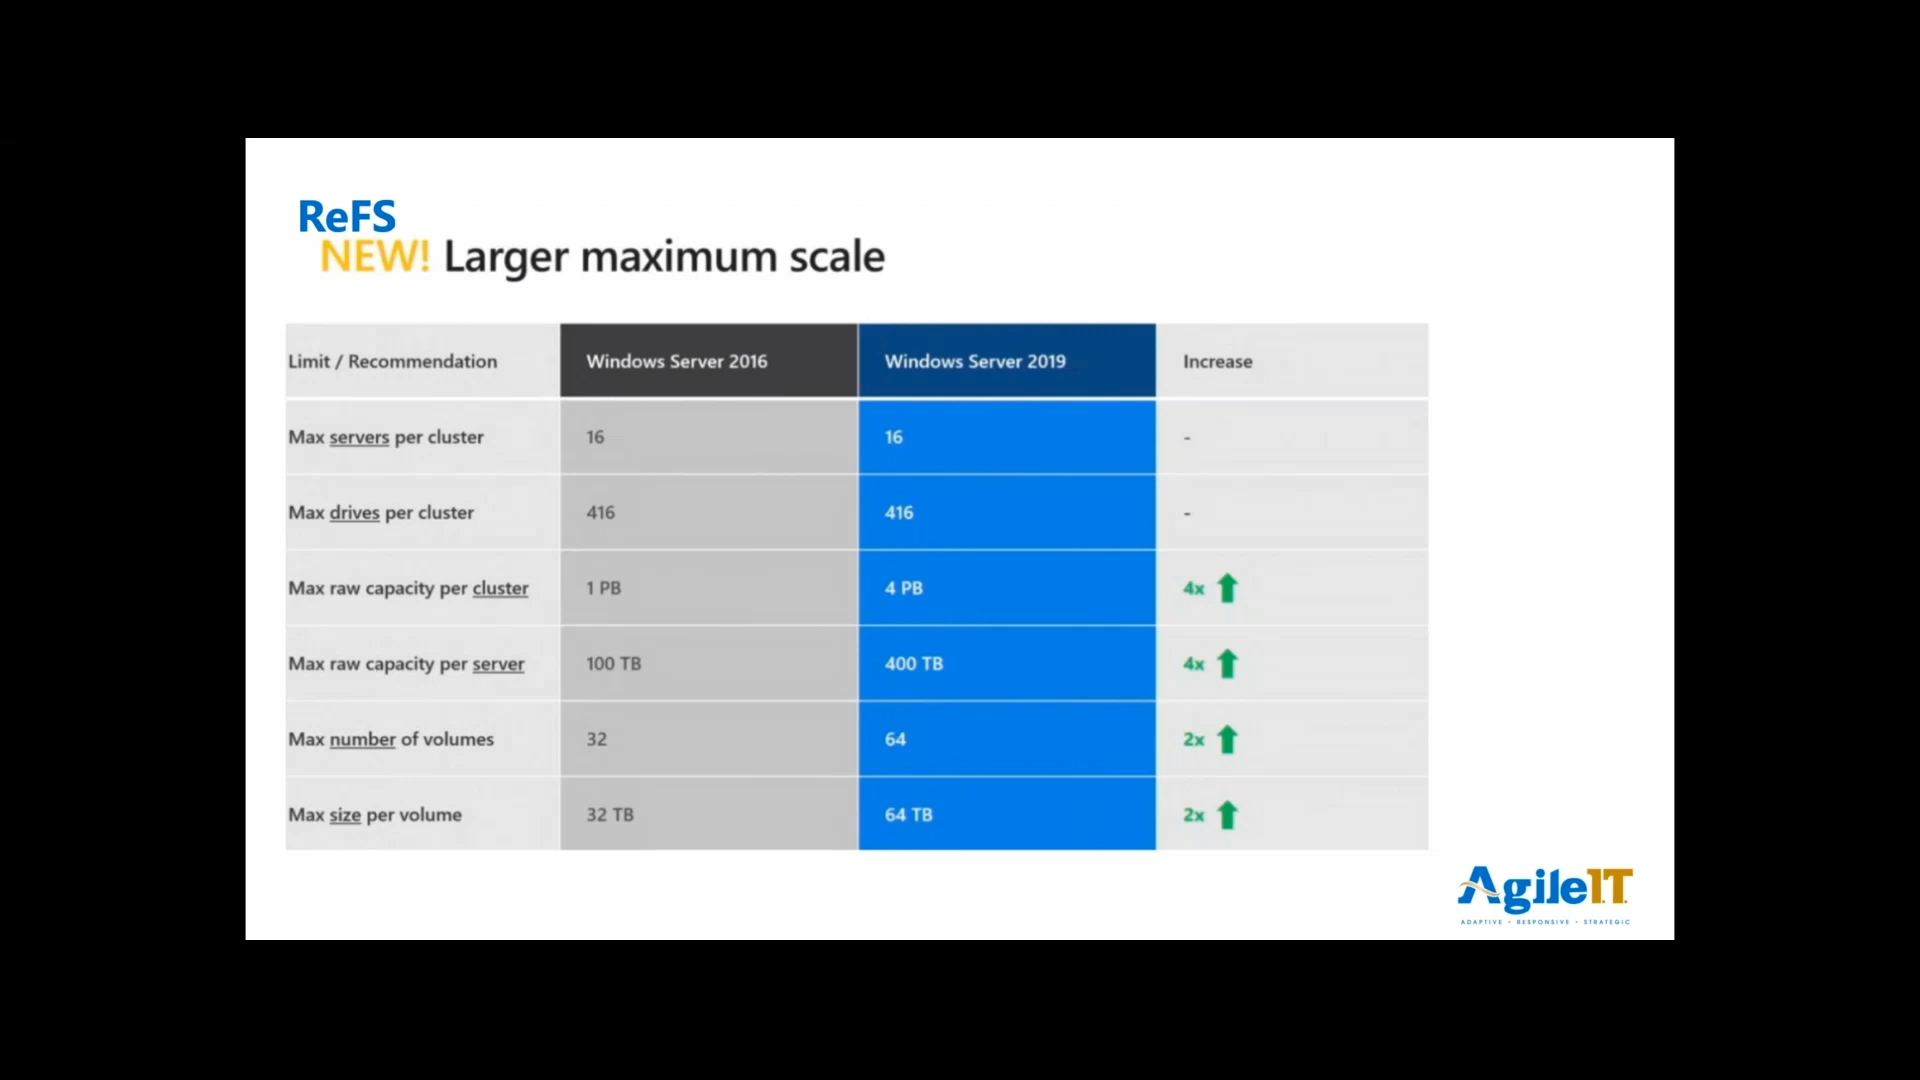 ReFS
NEW! Larger maximum scale
Limit / Recommendation Windows Server 2016 Windows Server 2019 Increase
Max servers per cluster 16 16 -
Max drives per cluster 416 416 -
Max raw capacity per cluster 1 PB 4 PB 4x
Max raw capacity per server 100 TB 400 TB 4x
Max number of volumes 32 64 2x
Max size per volume 32 TB 64 TB 2x
AgileIT
ADAPTIVE • RESPONSIVE • STRATEGIC